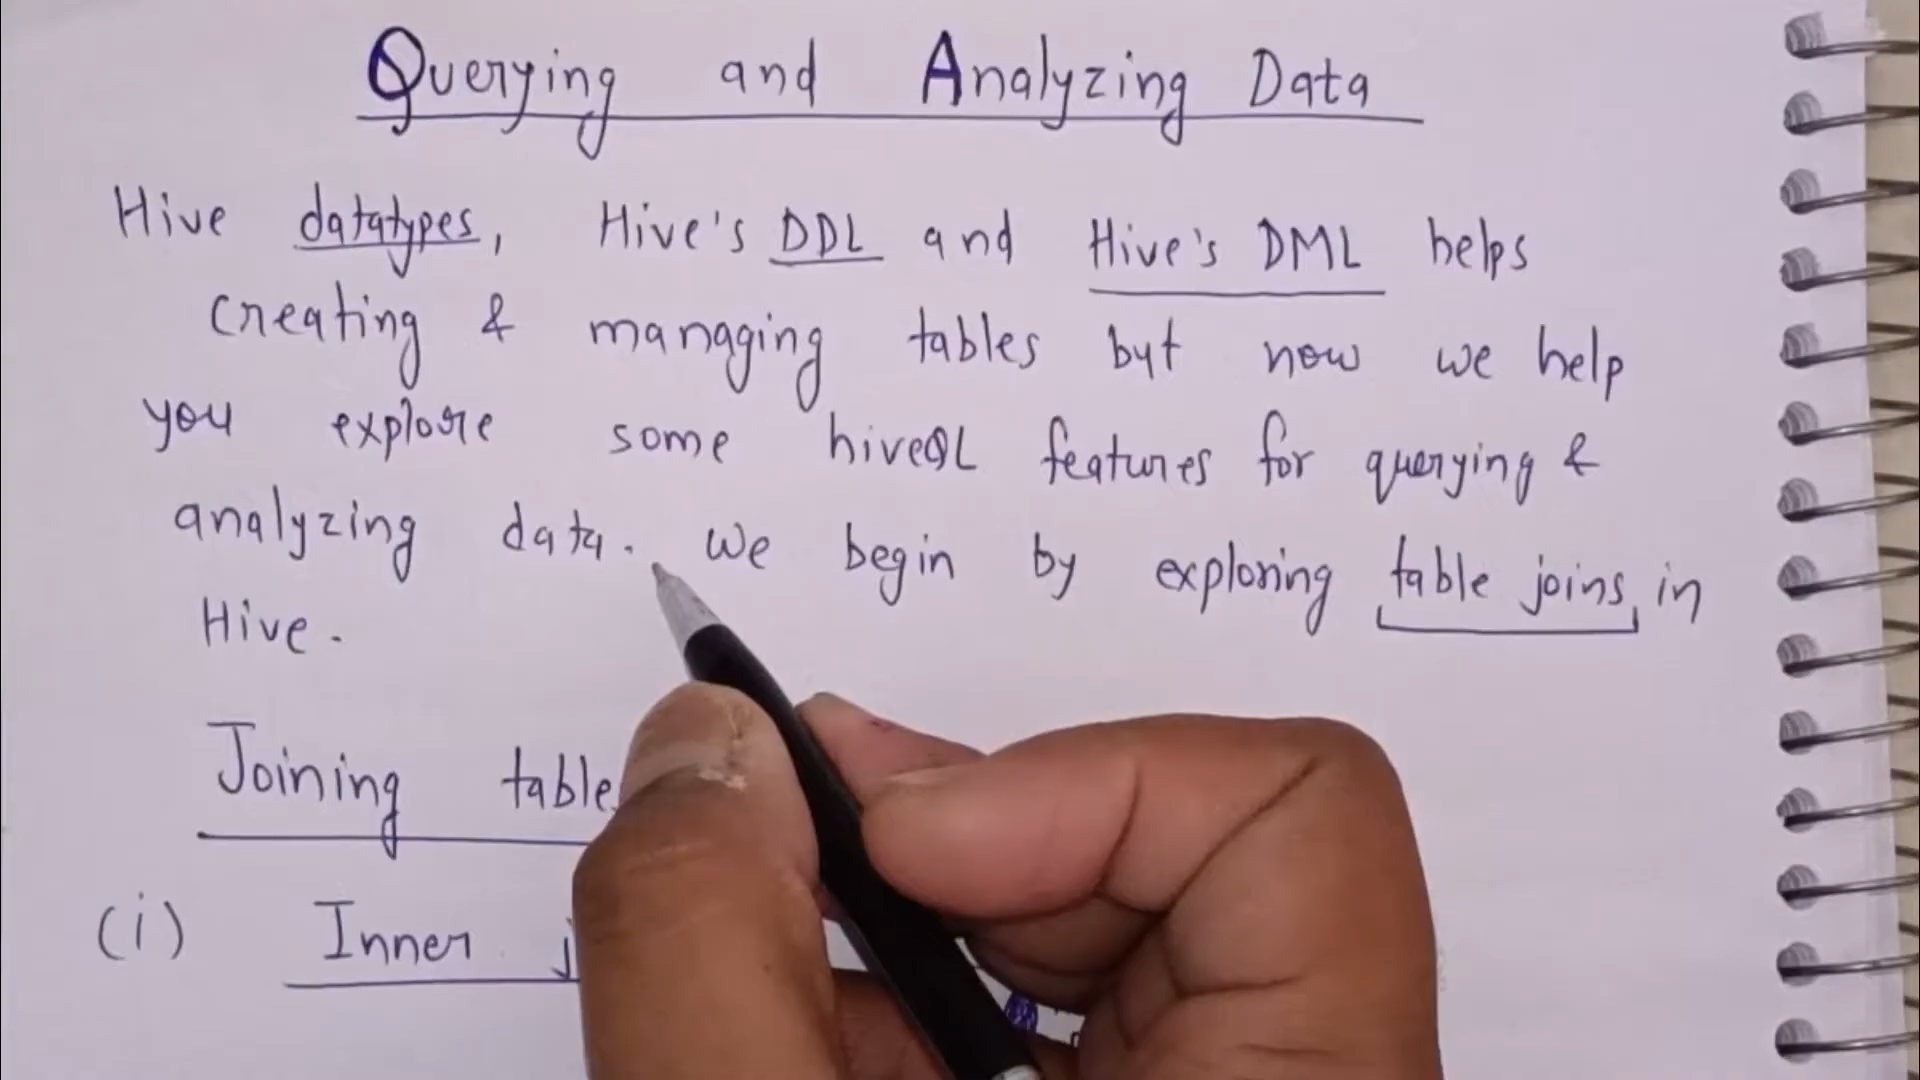 Querying and Analyzing Data
Hive datatypes, Hive's DDL and Hive's DML helps
creating & managing tables but now we help
you explore some hiveQL features for querying &
analyzing data. We begin by exploring table joins in
Hive.
Joining table
(i) Inner j